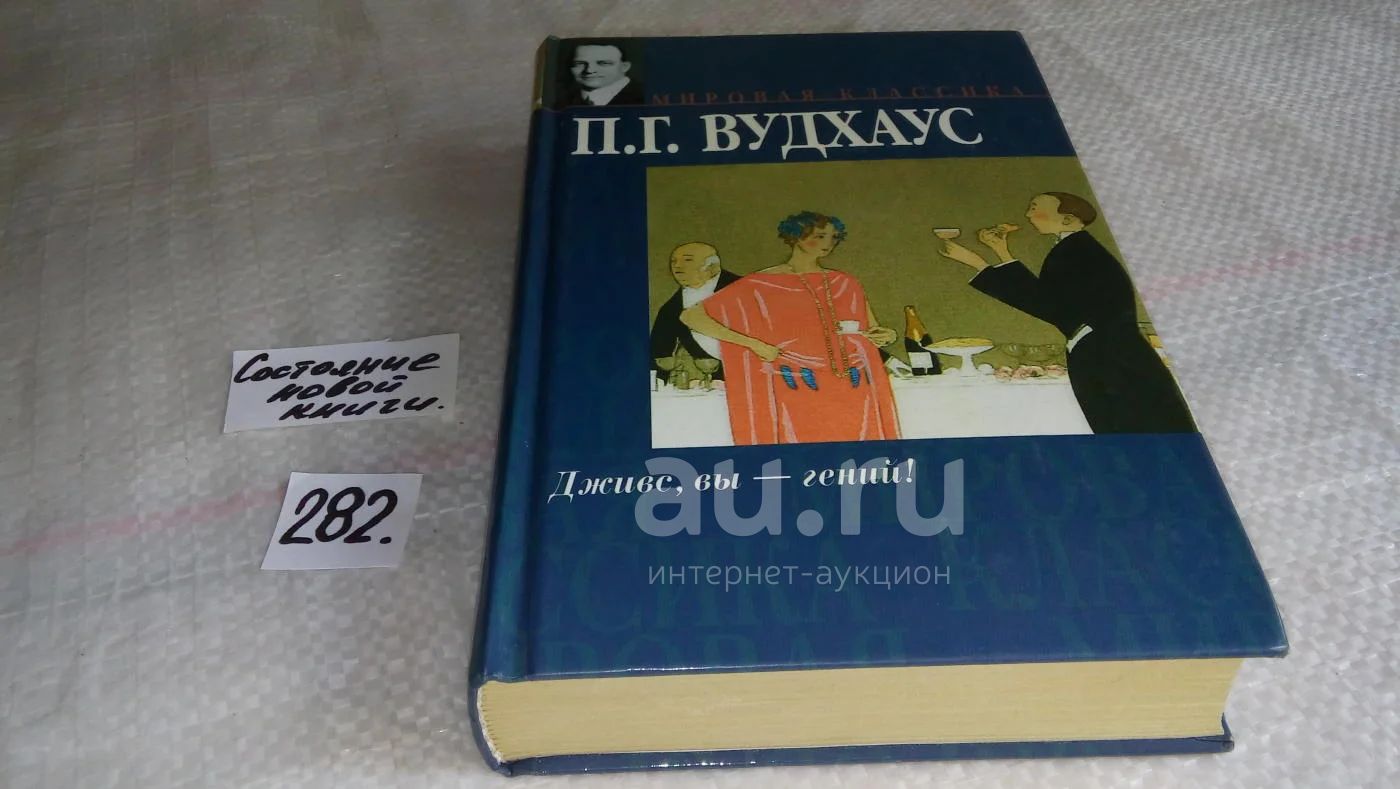 МИРОВАЯ КЛАССИКА
П.Г. ВУДХАУС
Дживс, вы — гений!
Состояние
новой
книги.
282.
au.ru
интернет-аукцион